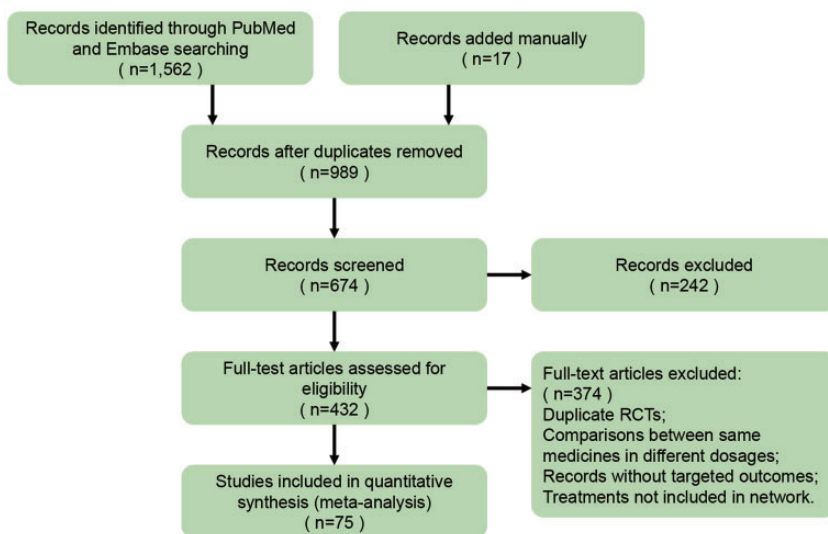 Records identified through PubMed
and Embase searching
( n=1,562 )
Records added manually
( n=17 )
Records after duplicates removed
( n=989 )
Records screened
( n=674 )
Records excluded
( n=242 )
Full-test articles assessed for
eligibility
( n=432 )
Full-text articles excluded:
( n=374 )
Duplicate RCTs;
Comparisons between same
medicines in different dosages;
Records without targeted outcomes;
Treatments not included in network.
Studies included in quantitative
synthesis (meta-analysis)
( n=75 )